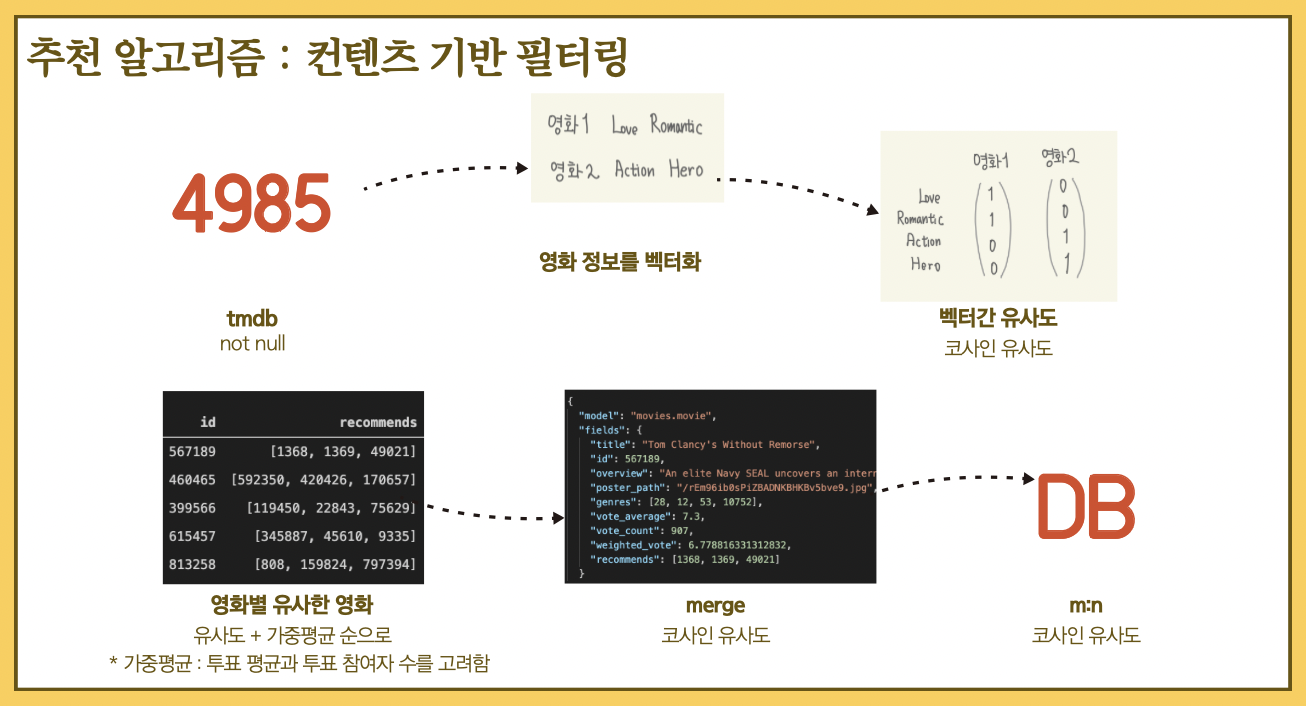 추천 알고리즘 : 컨텐츠 기반 필터링
4985
tmdb
not null
영화1 Love Romantic
영화2 Action Hero
영화 정보를 벡터화
영화1 영화2
Love 1 0
Romantic 1 0
Action 0 1
Hero 0 1
벡터간 유사도
코사인 유사도
id recommends
567189 [1368, 1369, 49021]
460465 [592350, 420426, 170657]
399566 [119450, 22843, 75629]
615457 [345887, 45610, 9335]
813258 [808, 159824, 797394]
영화별 유사한 영화
유사도 + 가중평균 순으로
* 가중평균 : 투표 평균과 투표 참여자 수를 고려함
{
"model": "movies.movie",
"fields": {
"title": "Tom Clancy's Without Remorse",
"id": 567189,
"overview": "An elite Navy SEAL uncovers an intern
"poster_path": "/rEm96ib0sPiZBADNKBHKBv5bve9.jpg",
"genres": [28, 12, 53, 10752],
"vote_average": 7.3,
"vote_count": 907,
"weighted_vote": 6.778816331312832,
"recommends": [1368, 1369, 49021]
}
merge
코사인 유사도
DB
m:n
코사인 유사도